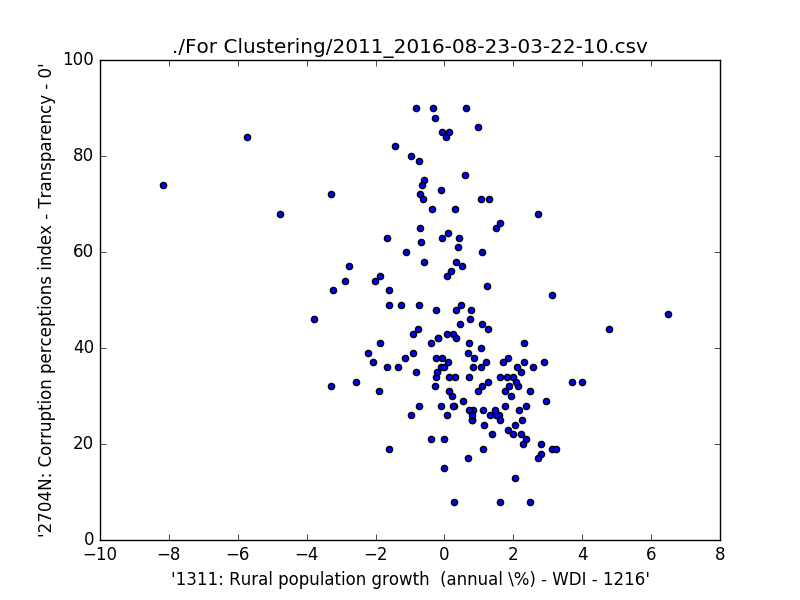 ./For Clustering/2011_2016-08-23-03-22-10.csv
'2704N: Corruption perceptions index - Transparency - 0'
100
80
60
40
20
0
−10 −8 −6 −4 −2 0 2 4 6 8
'1311: Rural population growth  (annual \%) - WDI - 1216'